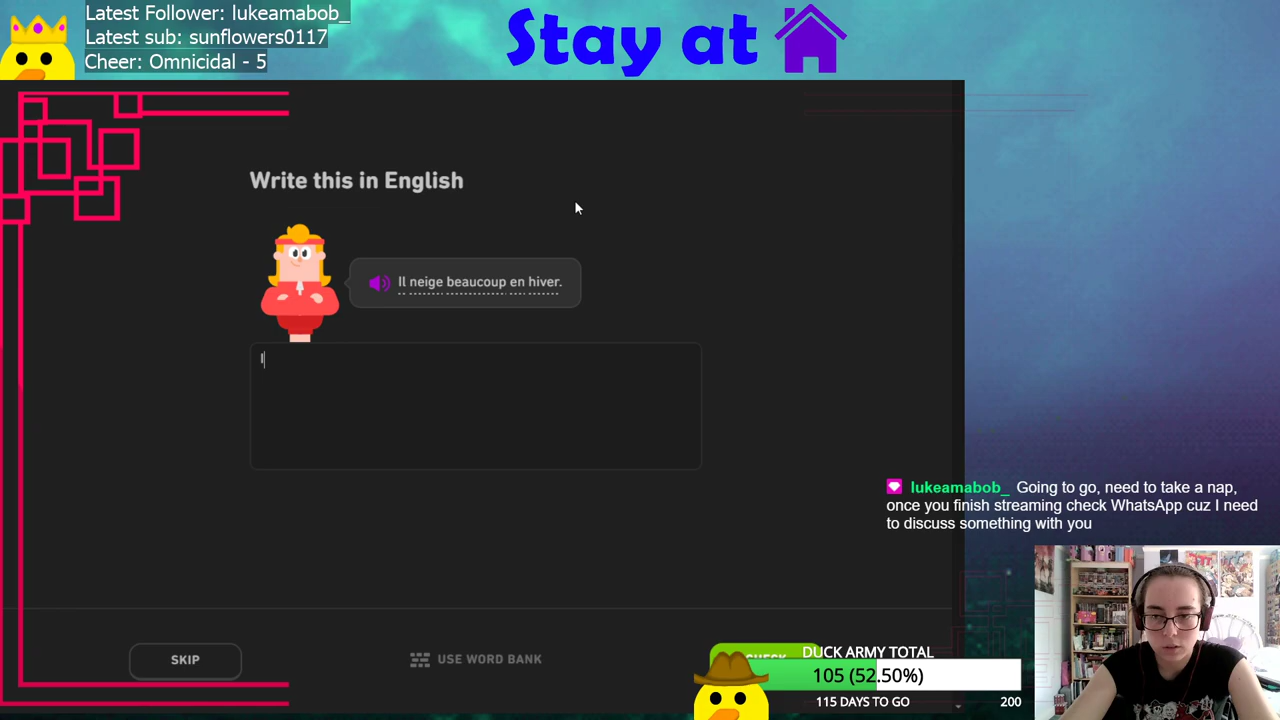 Latest Follower: lukeamabob_
Latest sub: sunflowers0117
Cheer: Omnicidal - 5
Stay at
Write this in English
Il neige beaucoup en hiver.
I
lukeamabob_ Going to go, need to take a nap,
once you finish streaming check WhatsApp cuz I need
to discuss something with you
SKIP
USE WORD BANK
CHECK
DUCK ARMY TOTAL
105 (52.50%)
115 DAYS TO GO
200